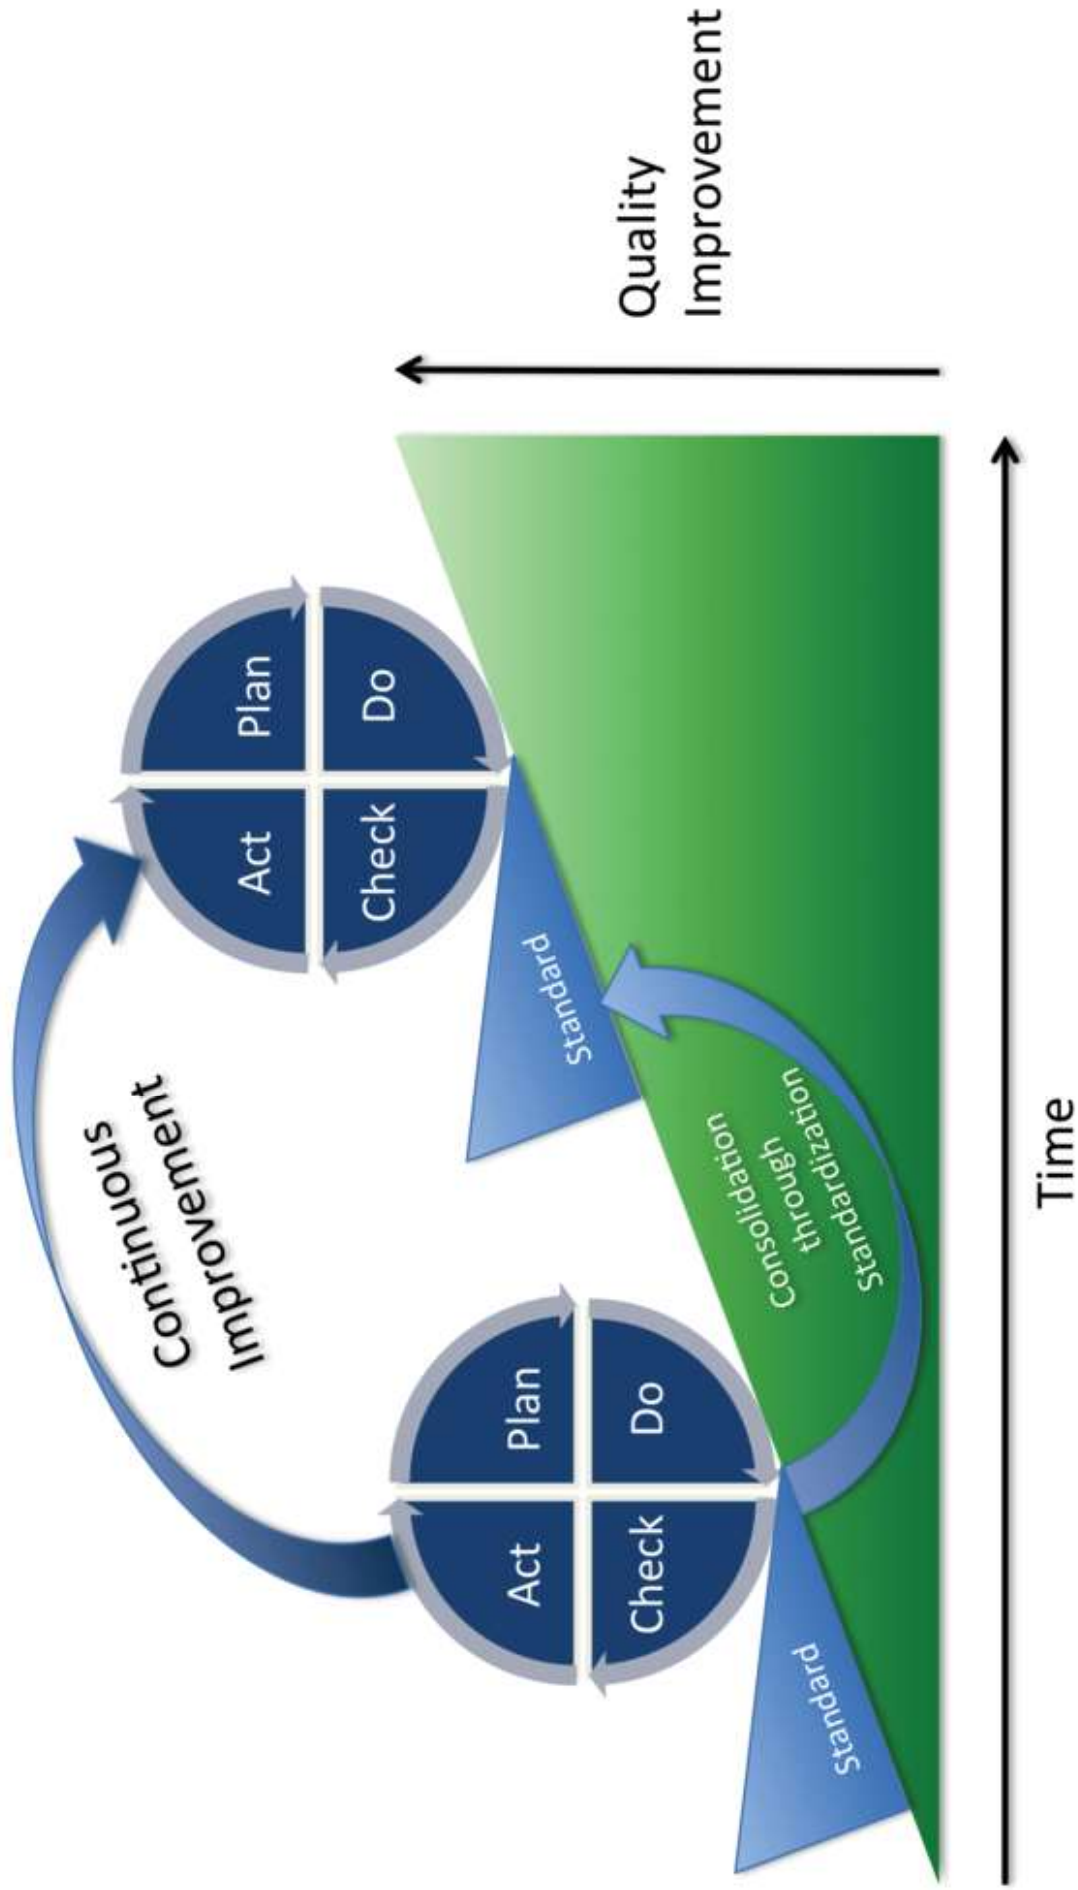 Continuous
Improvement
Act
Plan
Check
Do
Act
Plan
Check
Do
Standard
Standard
Consolidation
through
Standardization
Quality
Improvement
Time